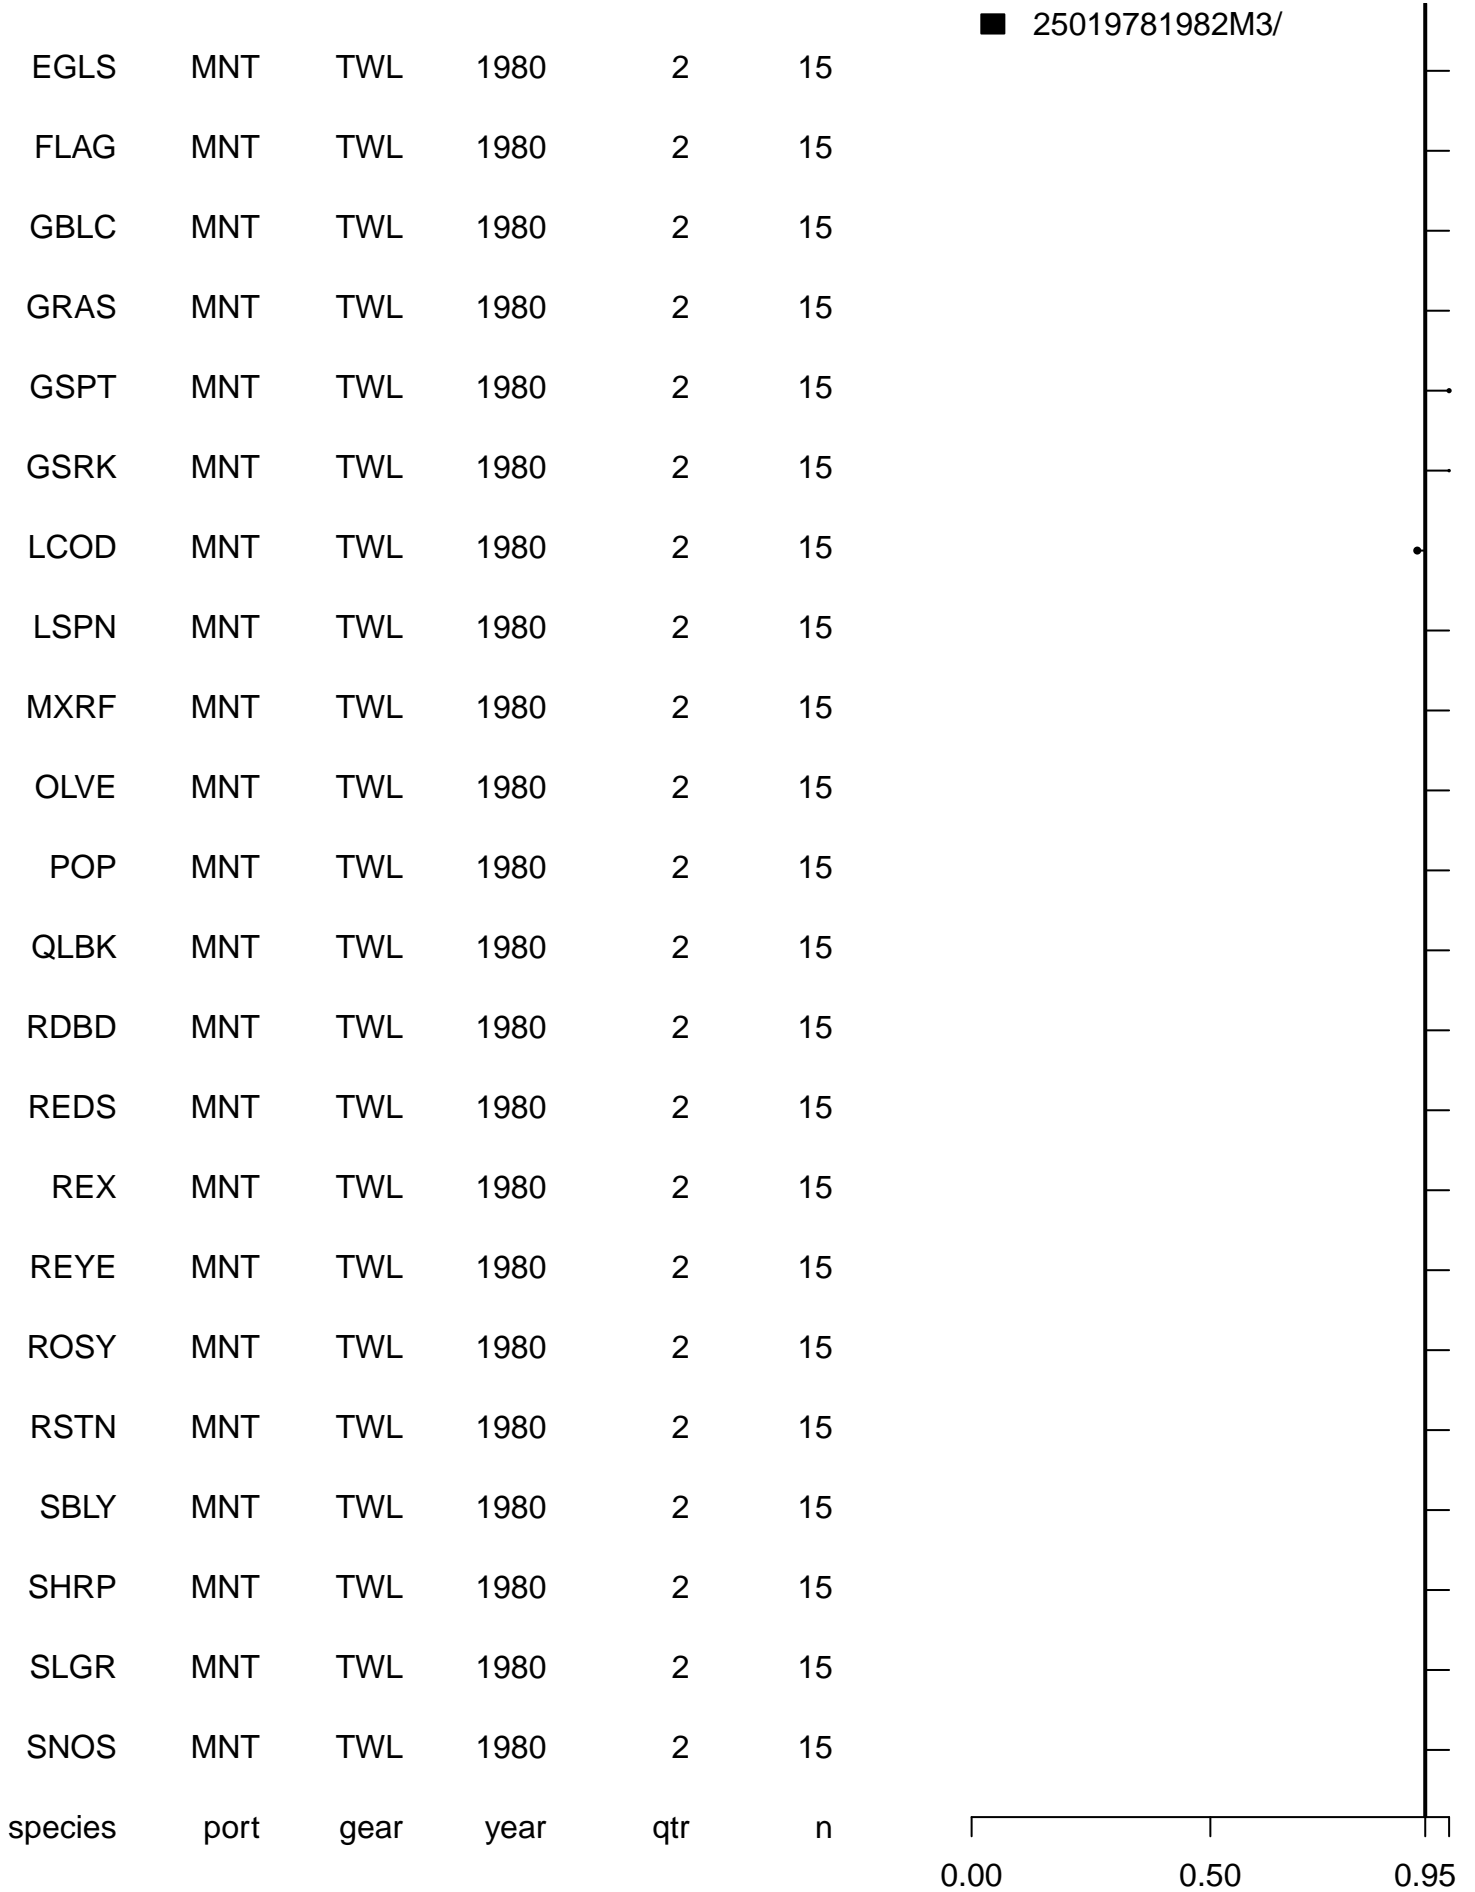 25019781982M3/
EGLS MNT TWL 1980 2 15
FLAG MNT TWL 1980 2 15
GBLC MNT TWL 1980 2 15
GRAS MNT TWL 1980 2 15
GSPT MNT TWL 1980 2 15
GSRK MNT TWL 1980 2 15
LCOD MNT TWL 1980 2 15
LSPN MNT TWL 1980 2 15
MXRF MNT TWL 1980 2 15
OLVE MNT TWL 1980 2 15
POP MNT TWL 1980 2 15
QLBK MNT TWL 1980 2 15
RDBD MNT TWL 1980 2 15
REDS MNT TWL 1980 2 15
REX MNT TWL 1980 2 15
REYE MNT TWL 1980 2 15
ROSY MNT TWL 1980 2 15
RSTN MNT TWL 1980 2 15
SBLY MNT TWL 1980 2 15
SHRP MNT TWL 1980 2 15
SLGR MNT TWL 1980 2 15
SNOS MNT TWL 1980 2 15
species port gear year qtr n
0.00 0.50 0.95